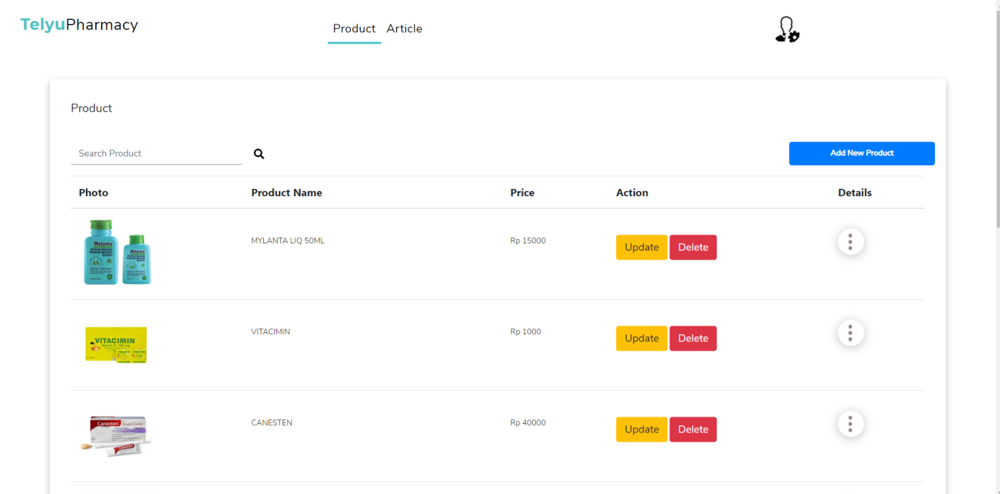 TelyuPharmacy
Product Article
Product
Search Product
Add New Product
Photo Product Name Price Action Details
Mylanta
Mylanta
MYLANTA LIQ 50ML Rp 15000 Update Delete
VITACIMIN
VITACIMIN Rp 1000 Update Delete
Canesten
CANESTEN Rp 40000 Update Delete